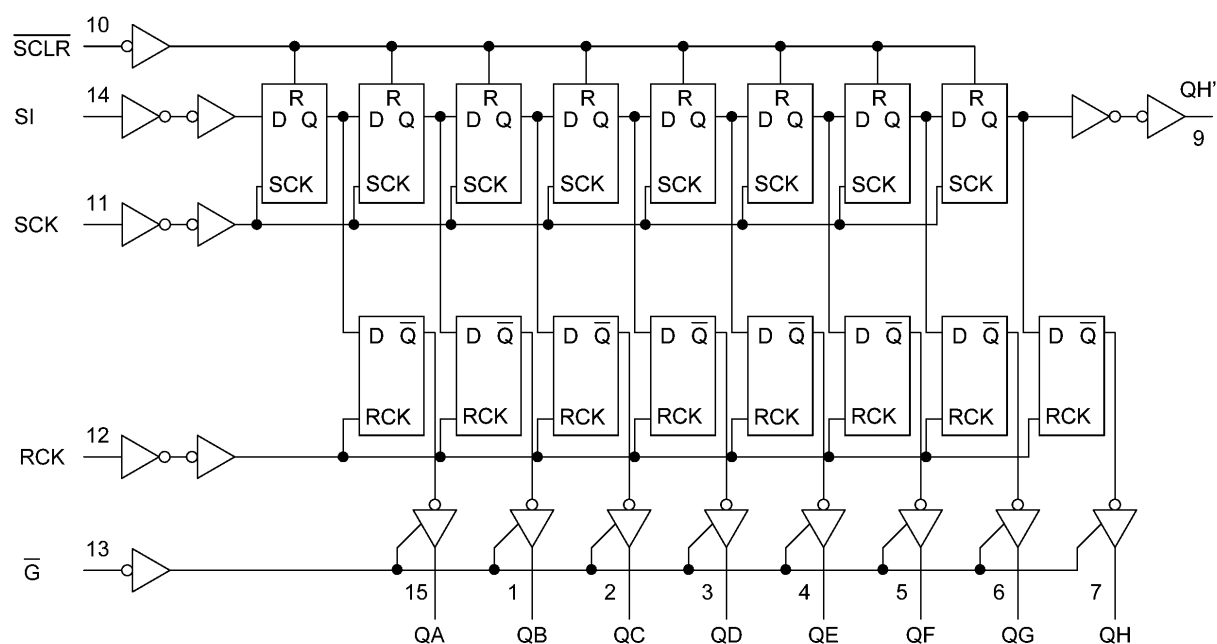 10
SCLR
14
SI
R R R R R R R R
D Q D Q D Q D Q D Q D Q D Q D Q
QH'
9
SCK SCK SCK SCK SCK SCK SCK SCK
11
SCK
D Q D Q D Q D Q D Q D Q D Q D Q
RCK RCK RCK RCK RCK RCK RCK RCK
12
RCK
13
G
15 1 2 3 4 5 6 7
QA QB QC QD QE QF QG QH